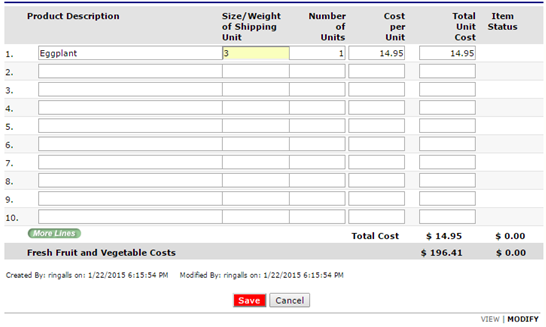 Product Description Size/Weight of Shipping Unit Number of Units Cost per Unit Total Unit Cost Item Status
1. Eggplant 3 1 14.95 14.95
2.
3.
4.
5.
6.
7.
8.
9.
10.
More Lines Total Cost $ 14.95 $ 0.00
Fresh Fruit and Vegetable Costs $ 196.41 $ 0.00
Created By: ringalls on: 1/22/2015 6:15:54 PM Modified By: ringalls on: 1/22/2015 6:15:54 PM
Save Cancel
VIEW | MODIFY